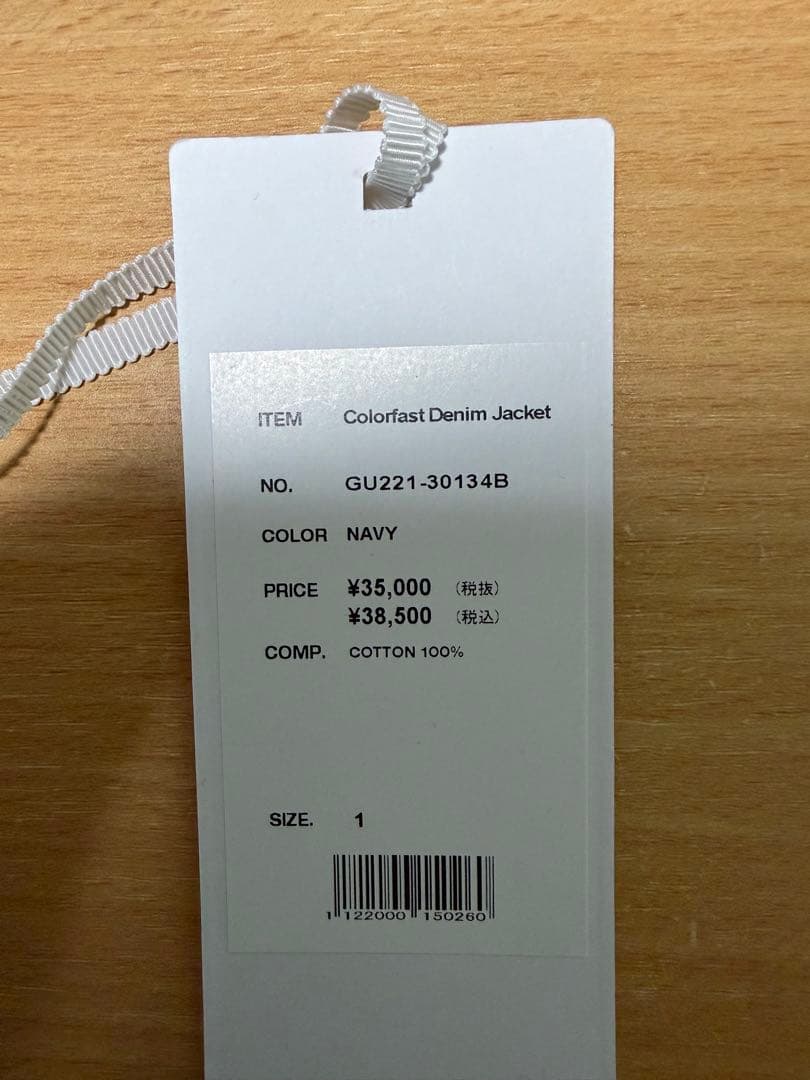 ITEM Colorfast Denim Jacket
NO. GU221-30134B
COLOR NAVY
PRICE ¥35,000 (税抜)
¥38,500 (税込)
COMP. COTTON 100%
SIZE. 1
1 122000 150260